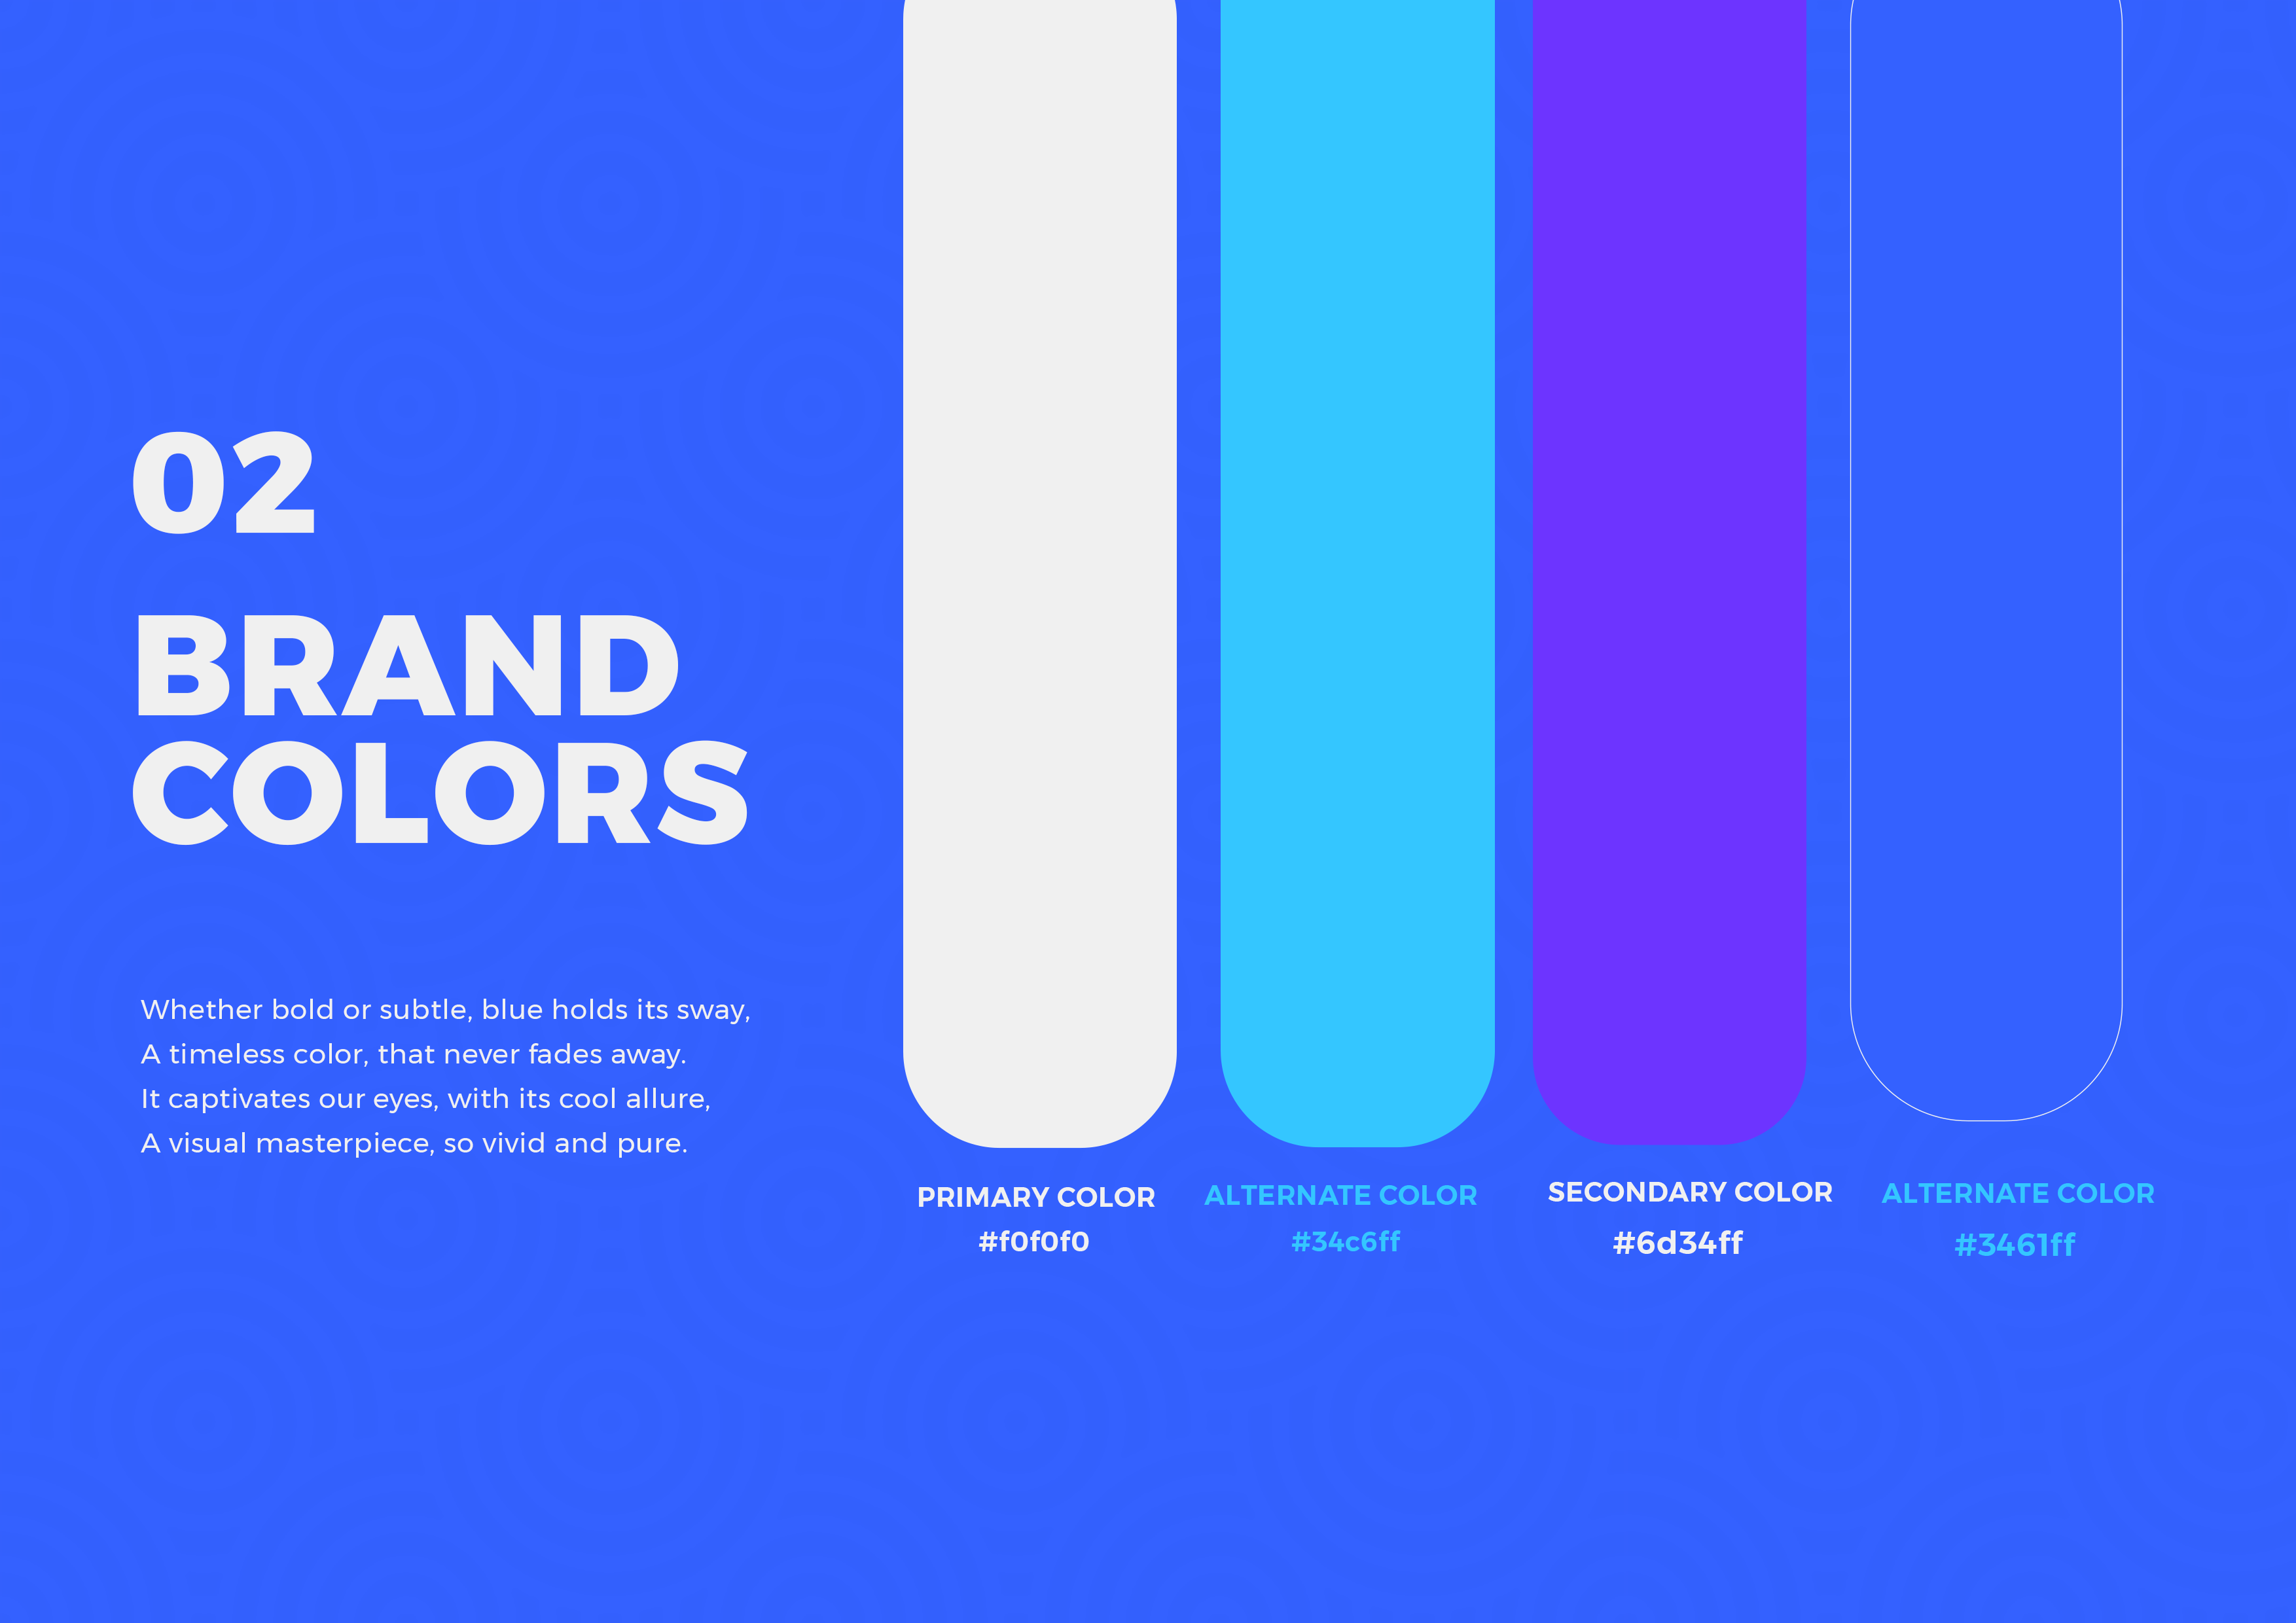 02
BRAND
COLORS
Whether bold or subtle, blue holds its sway,
A timeless color, that never fades away.
It captivates our eyes, with its cool allure,
A visual masterpiece, so vivid and pure.
PRIMARY COLOR
#f0f0f0
ALTERNATE COLOR
#34c6ff
SECONDARY COLOR
#6d34ff
ALTERNATE COLOR
#3461ff